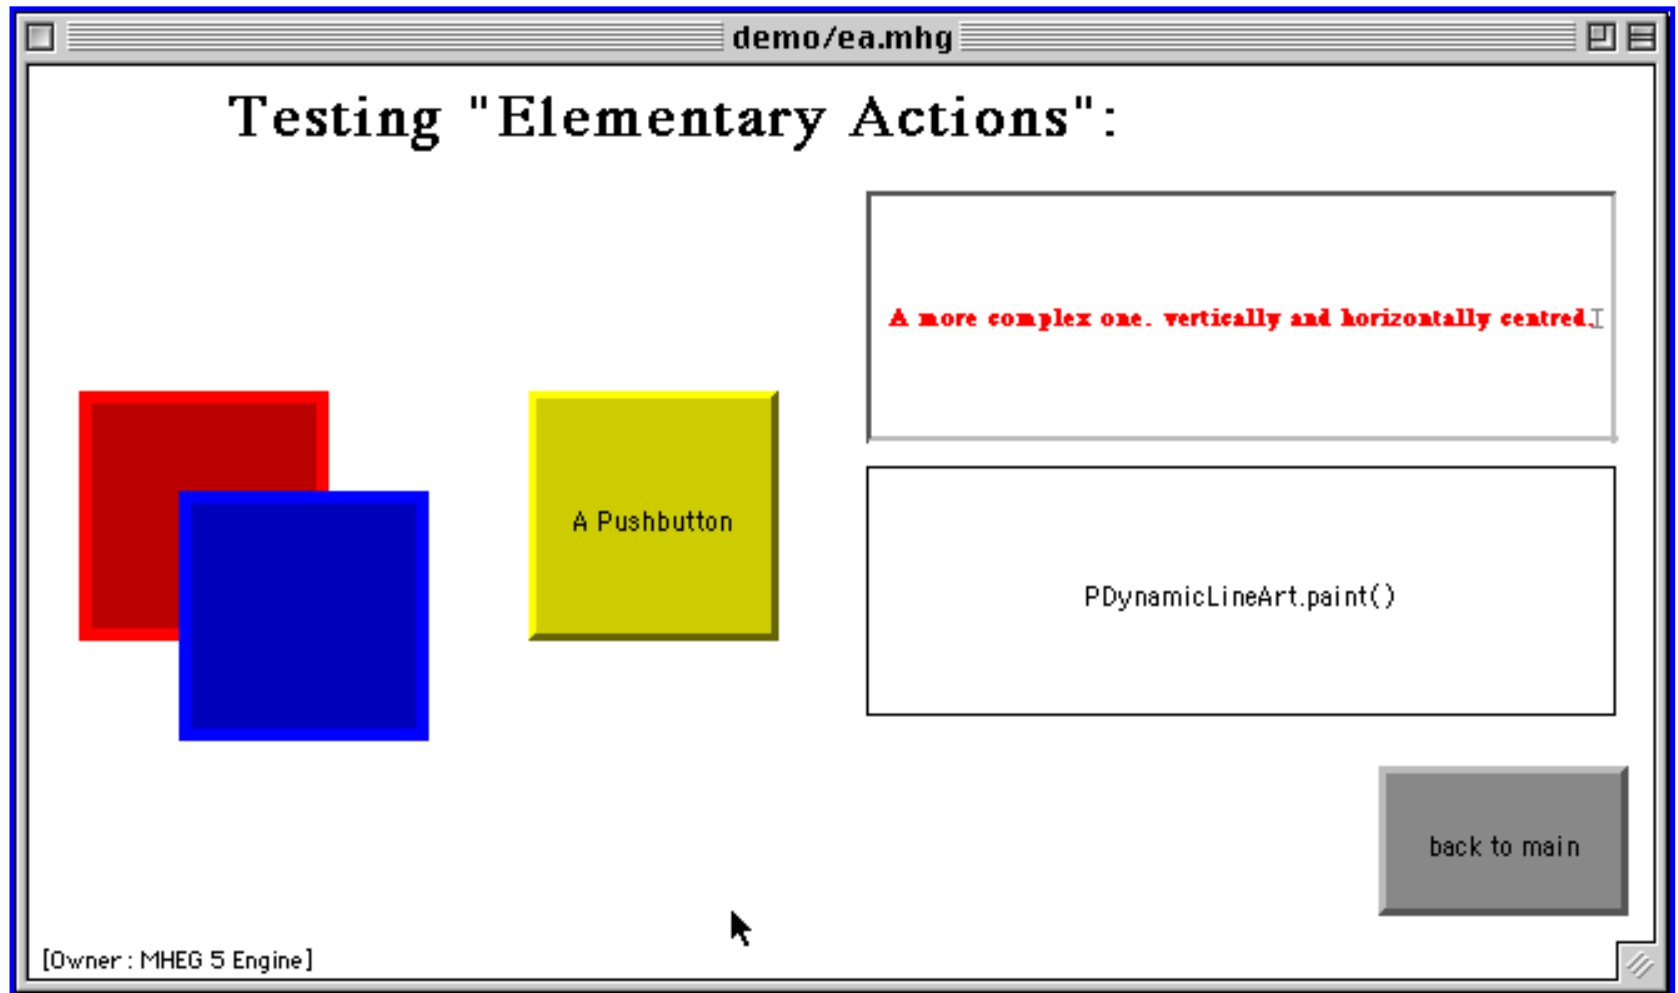 demo/ea.mhg
Testing "Elementary Actions":
A more complex one. vertically and horizontally centred.
A Pushbutton
PDynamicLineArt.paint()
back to main
[Owner : MHEG 5 Engine]